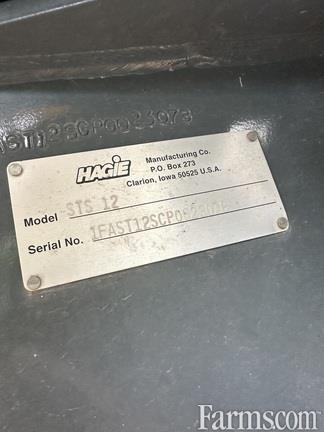 HAGIE
Manufacturing Co.
P.O. Box 273
Clarion, Iowa 50525 U.S.A.
Model STS 12
Serial No.
Farms.com